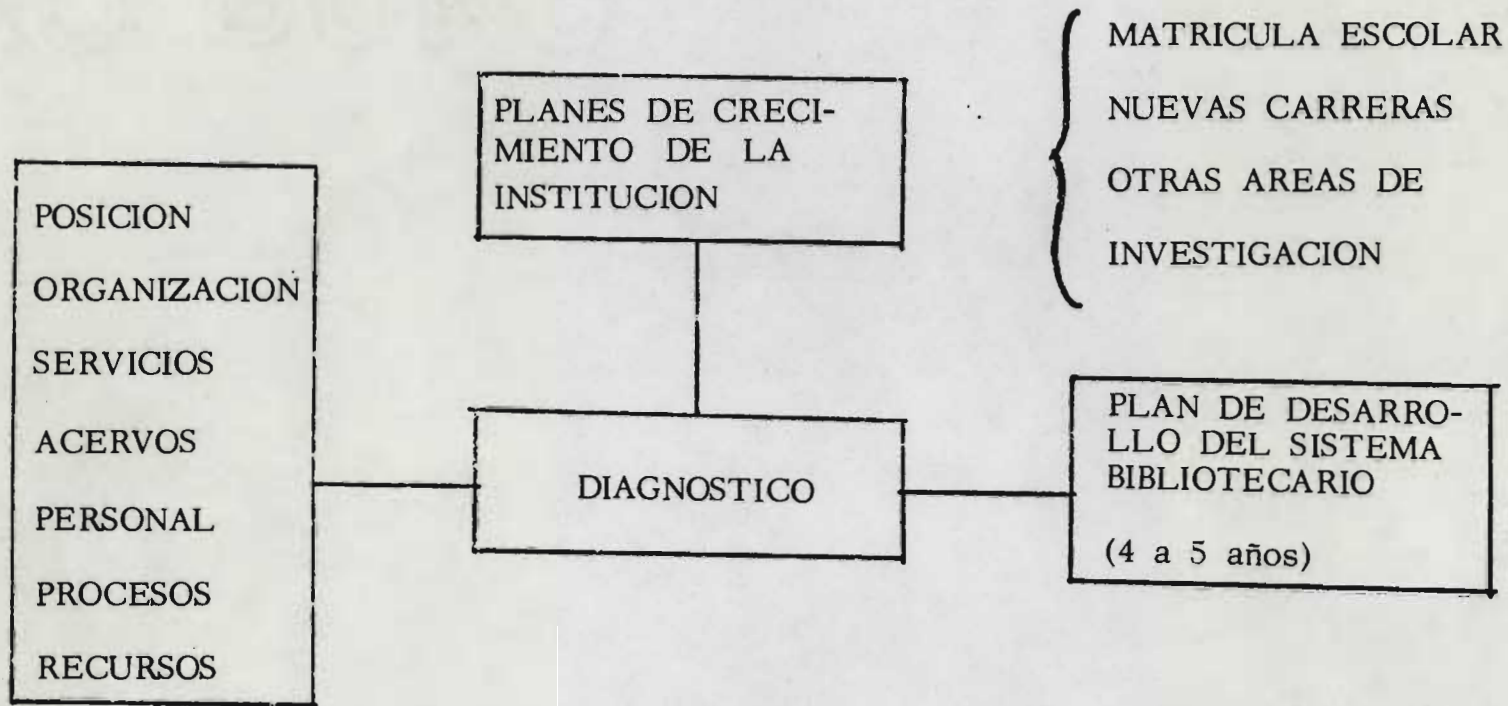 PLANES DE CRECI-
MIENTO DE LA
INSTITUCION
MATRICULA ESCOLAR
NUEVAS CARRERAS
OTRAS AREAS DE
INVESTIGACION
POSICION
ORGANIZACION
SERVICIOS
ACERVOS
PERSONAL
PROCESOS
RECURSOS
DIAGNOSTICO
PLAN DE DESARRO-
LLO DEL SISTEMA
BIBLIOTECARIO
(4 a 5 años)